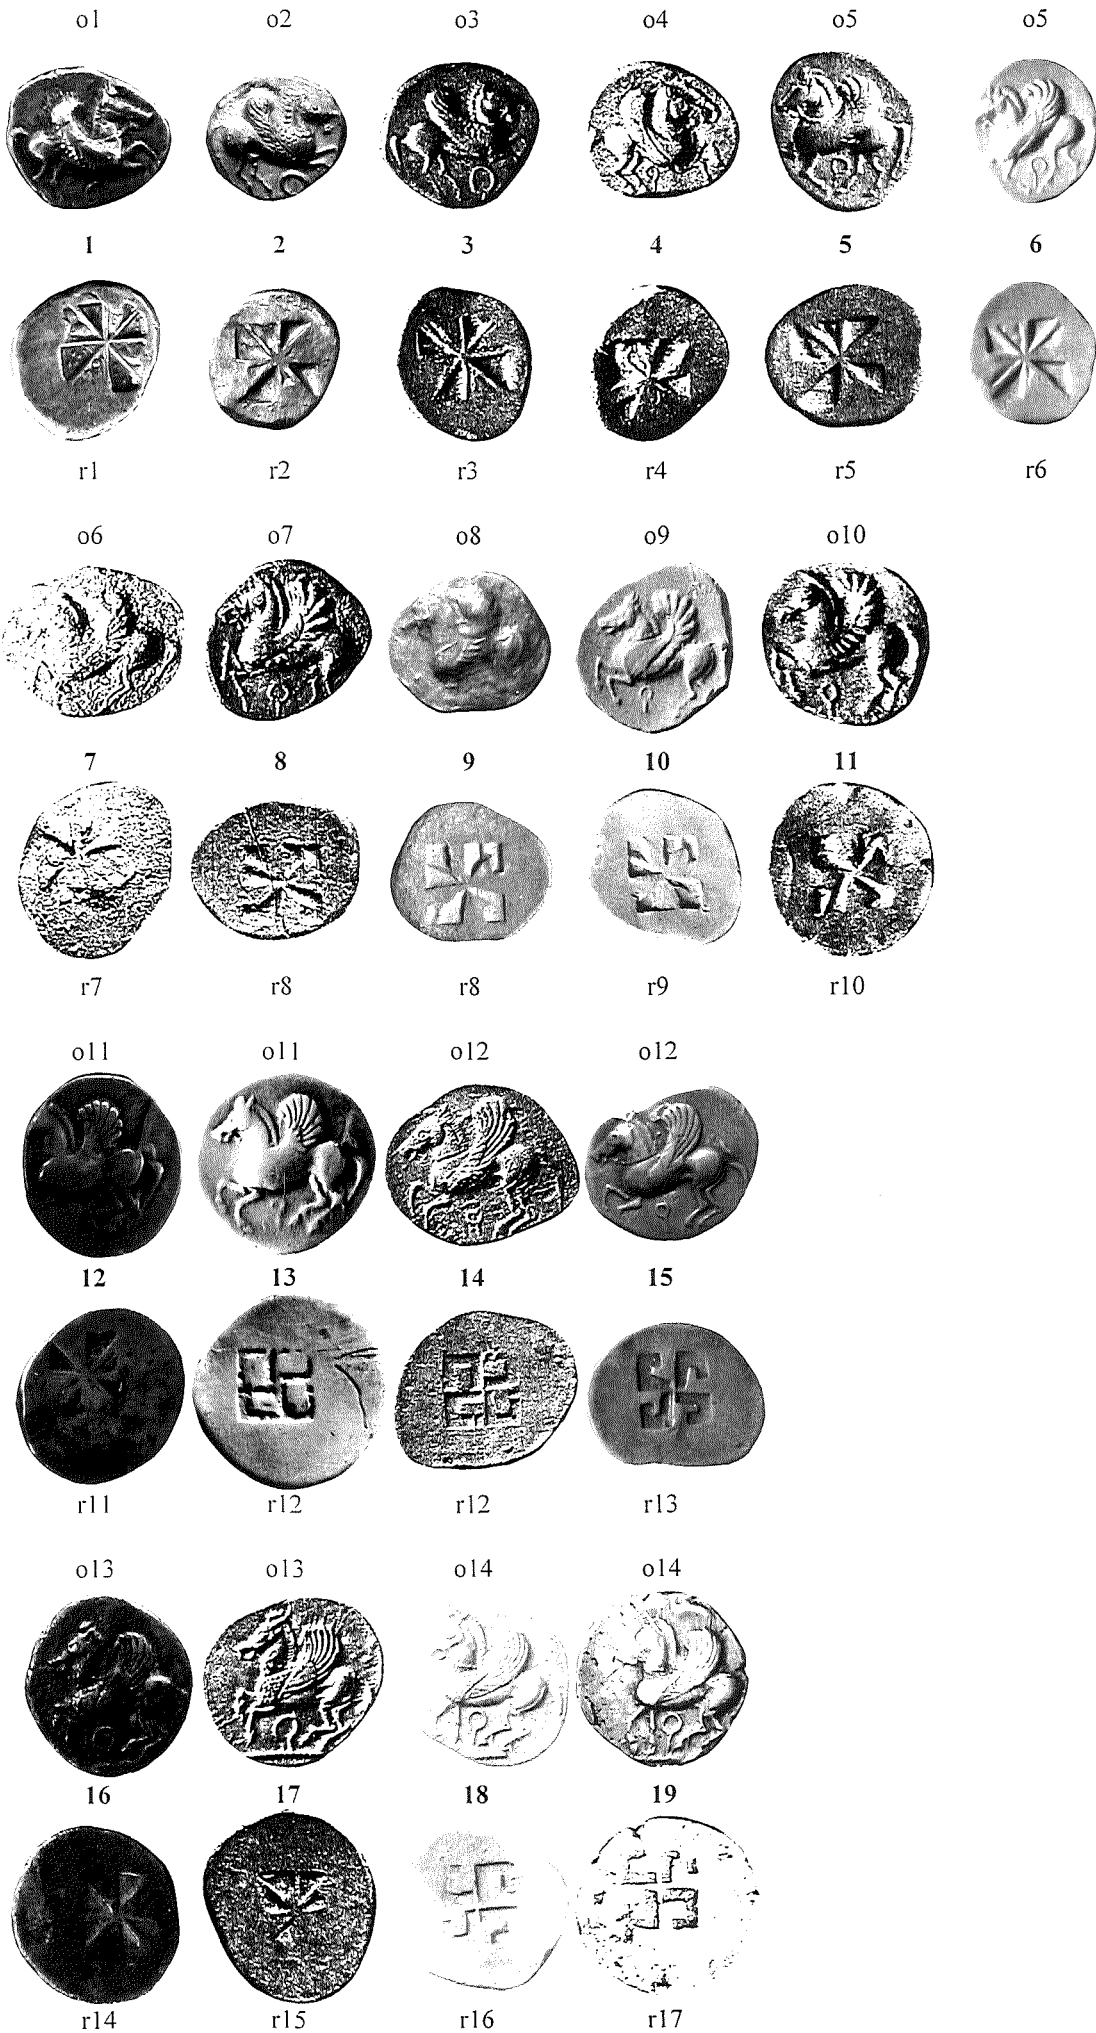 o1 o2 o3 o4 o5 o5
1 2 3 4 5 6
r1 r2 r3 r4 r5 r6
o6 o7 o8 o9 o10
7 8 9 10 11
r7 r8 r8 r9 r10
o11 o11 o12 o12
12 13 14 15
r11 r12 r12 r13
o13 o13 o14 o14
16 17 18 19
r14 r15 r16 r17